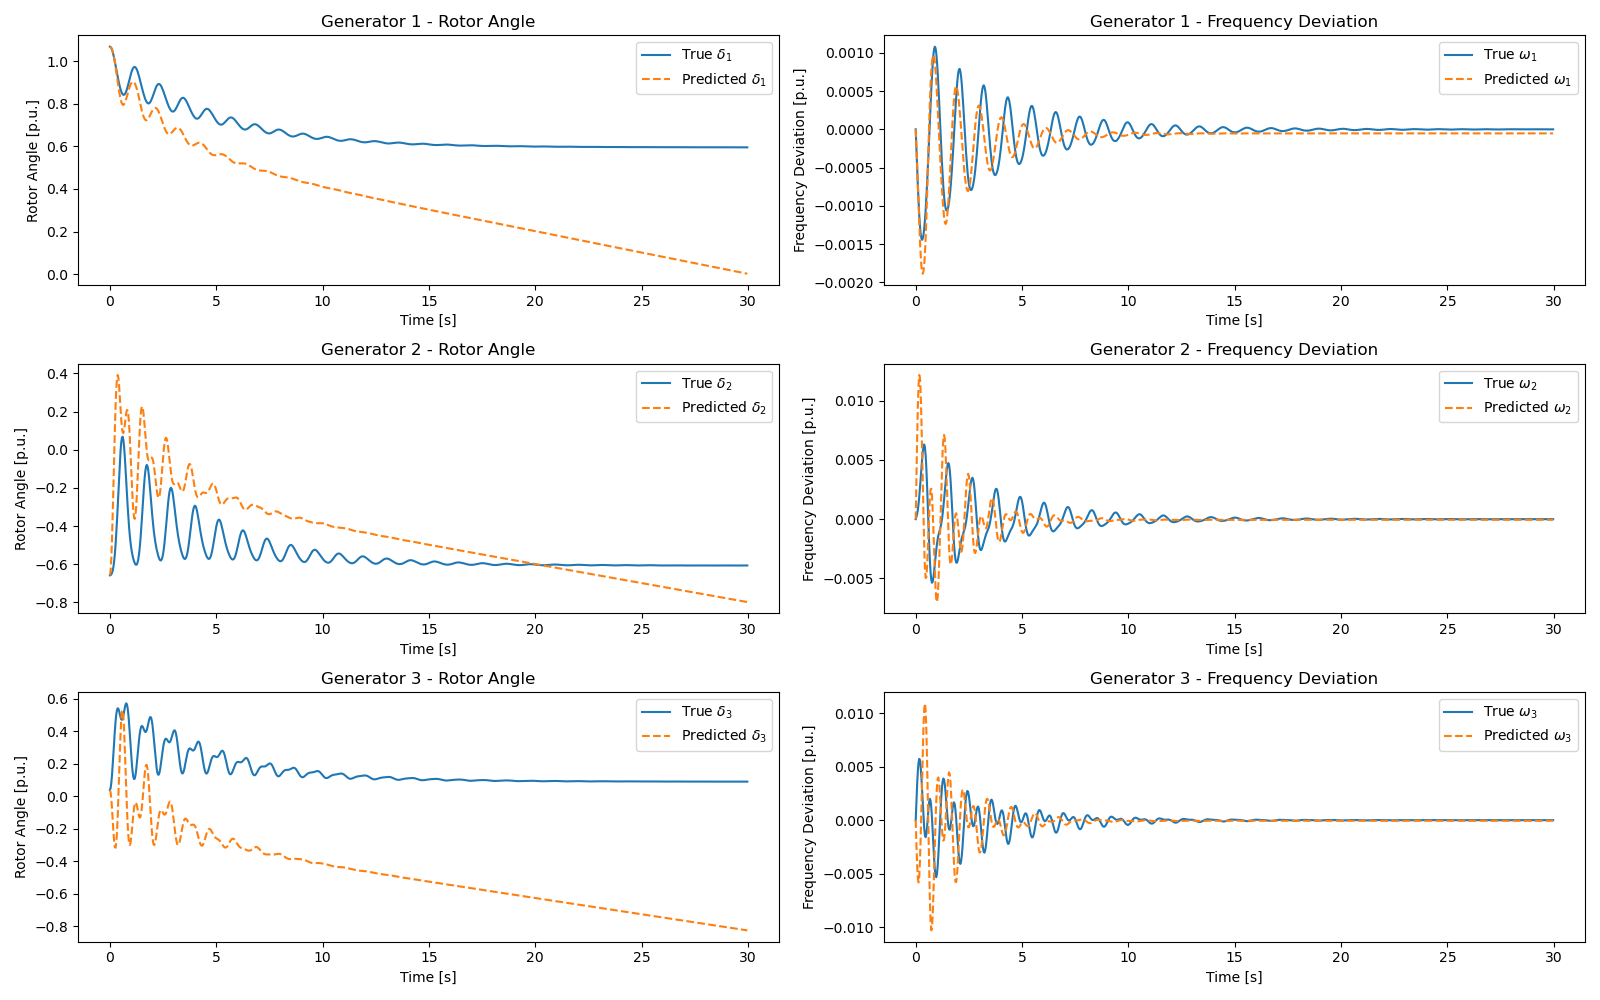 Generator 1 - Rotor Angle
Rotor Angle [p.u.]
1.0
0.8
0.6
0.4
0.2
0.0
True δ₁
Predicted δ₁
0 5 10 15 20 25 30
Time [s]
Generator 1 - Frequency Deviation
Frequency Deviation [p.u.]
0.0010
0.0005
0.0000
−0.0005
−0.0010
−0.0015
−0.0020
True ω₁
Predicted ω₁
0 5 10 15 20 25 30
Time [s]
Generator 2 - Rotor Angle
Rotor Angle [p.u.]
0.4
0.2
0.0
−0.2
−0.4
−0.6
−0.8
True δ₂
Predicted δ₂
0 5 10 15 20 25 30
Time [s]
Generator 2 - Frequency Deviation
Frequency Deviation [p.u.]
0.010
0.005
0.000
−0.005
True ω₂
Predicted ω₂
0 5 10 15 20 25 30
Time [s]
Generator 3 - Rotor Angle
Rotor Angle [p.u.]
0.6
0.4
0.2
0.0
−0.2
−0.4
−0.6
−0.8
True δ₃
Predicted δ₃
0 5 10 15 20 25 30
Time [s]
Generator 3 - Frequency Deviation
Frequency Deviation [p.u.]
0.010
0.005
0.000
−0.005
−0.010
True ω₃
Predicted ω₃
0 5 10 15 20 25 30
Time [s]